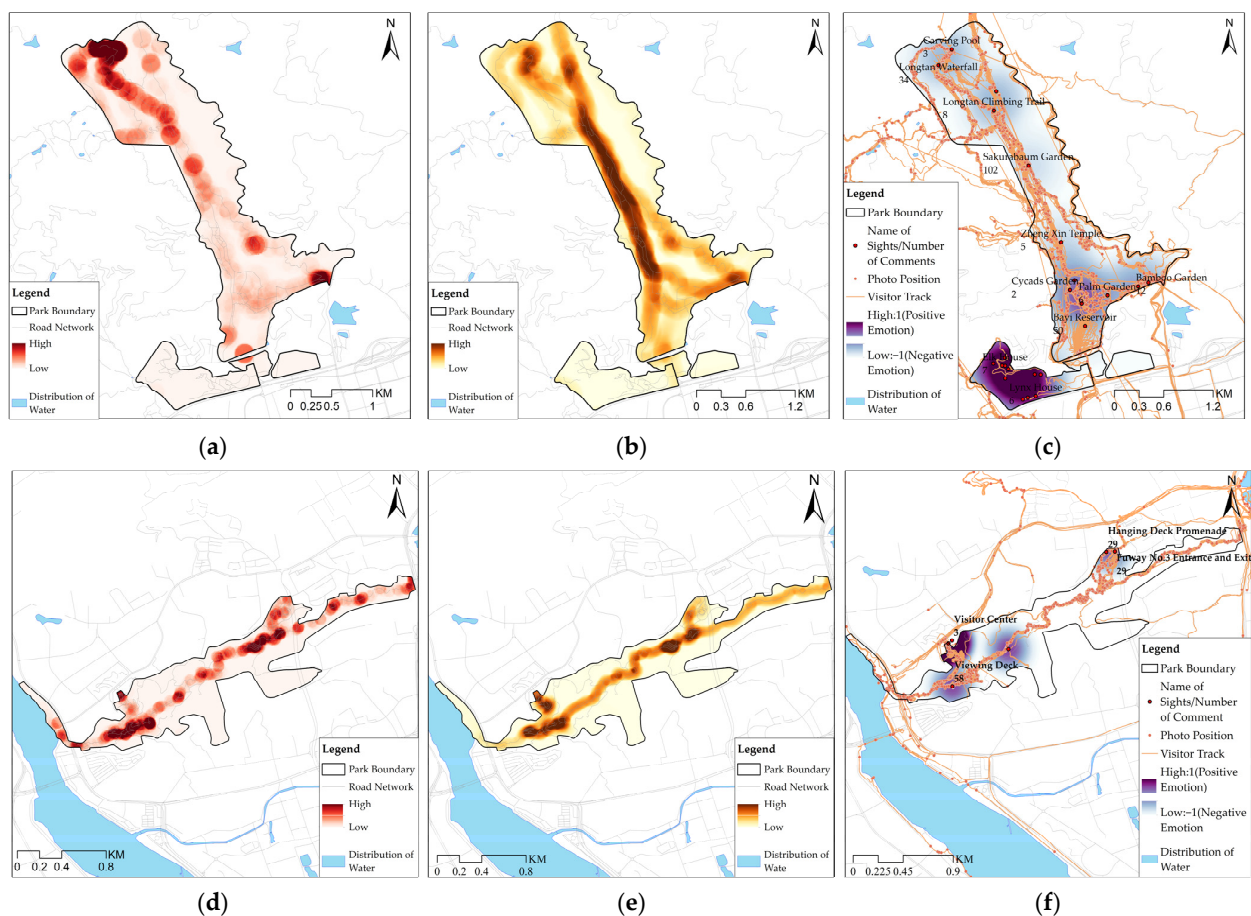 N
Legend
Park Boundary
Road Network
High
Low
Distribution of
Water
KM
0 0.25 0.5 1
(a)
N
Legend
Park Boundary
Road Network
High
Low
Distribution of
Water
KM
0 0.3 0.6 1.2
(b)
N
Carving Pool
3
Longtan Waterfall
34
Longtan Climbing Trail
8
Sakurabaum Garden
102
Zheng Xin Temple
5
Cycads Garden
2
Palm Garden
Bamboo Garden
12
Bayi Reservoir
50
Elk House
7
Lynx House
6
Legend
Park Boundary
Name of
Sights/Number
of Comments
Photo Position
Visitor Track
High:1(Positive
Emotion)
Low:−1(Negative
Emotion)
Distribution of
Water
KM
0 0.3 0.6 1.2
(c)
N
Legend
Park Boundary
Road Network
High
Low
Distribution of
Water
KM
0 0.2 0.4 0.8
(d)
N
Legend
Park Boundary
Road Network
High
Low
Distribution of
Wate
KM
0 0.2 0.4 0.8
(e)
N
Hanging Deck Promenade
29
Fuway No.3 Entrance and Exit
29
Visitor Center
3
Viewing Deck
58
Legend
Park Boundary
Name of
Sights/Number
of Comment
Photo Position
Visitor Track
High:1(Positive
Emotion)
Low:−1(Negative
Emotion
Distribution of
Water
KM
0 0.225 0.45 0.9
(f)